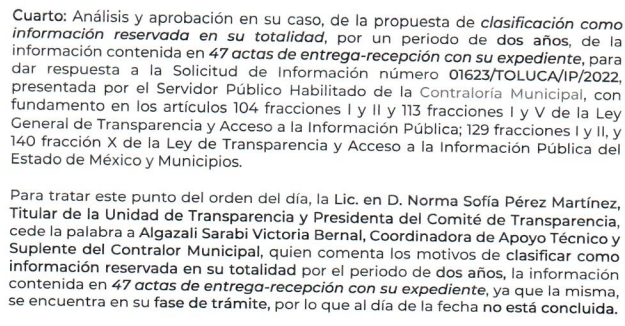 Cuarto: Análisis y aprobación en su caso, de la propuesta de clasificación como
información reservada en su totalidad, por un periodo de dos años, de la
información contenida en 47 actas de entrega-recepción con su expediente, para
dar respuesta a la Solicitud de Información número 01623/TOLUCA/IP/2022,
presentada por el Servidor Público Habilitado de la Contraloría Municipal, con
fundamento en los artículos 104 fracciones I y II y 113 fracciones I y V de la Ley
General de Transparencia y Acceso a la Información Pública; 129 fracciones I y II, y
140 fracción X de la Ley de Transparencia y Acceso a la Información Pública del
Estado de México y Municipios.
Para tratar este punto del orden del día, la Lic. en D. Norma Sofía Pérez Martínez,
Titular de la Unidad de Transparencia y Presidenta del Comité de Transparencia,
cede la palabra a Algazali Sarabi Victoria Bernal, Coordinadora de Apoyo Técnico y
Suplente del Contralor Municipal, quien comenta los motivos de clasificar como
información reservada en su totalidad por el periodo de dos años, la información
contenida en 47 actas de entrega-recepción con su expediente, ya que la misma,
se encuentra en su fase de trámite, por lo que al día de la fecha no está concluida.